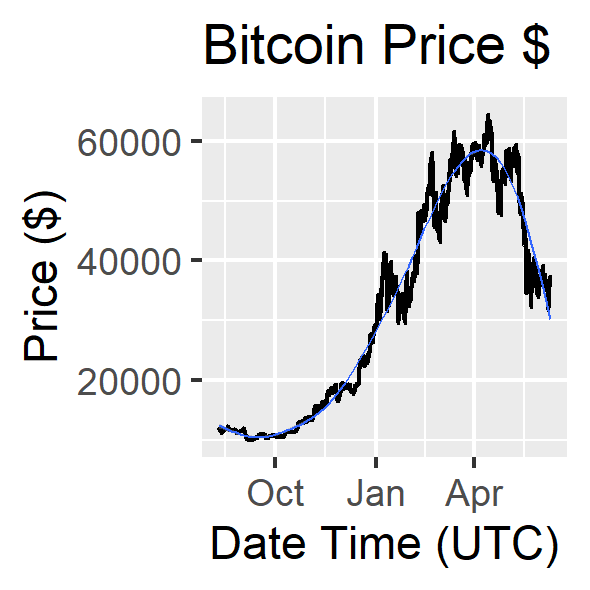 Bitcoin Price $
Price ($)
60000
40000
20000
Oct Jan Apr
Date Time (UTC)